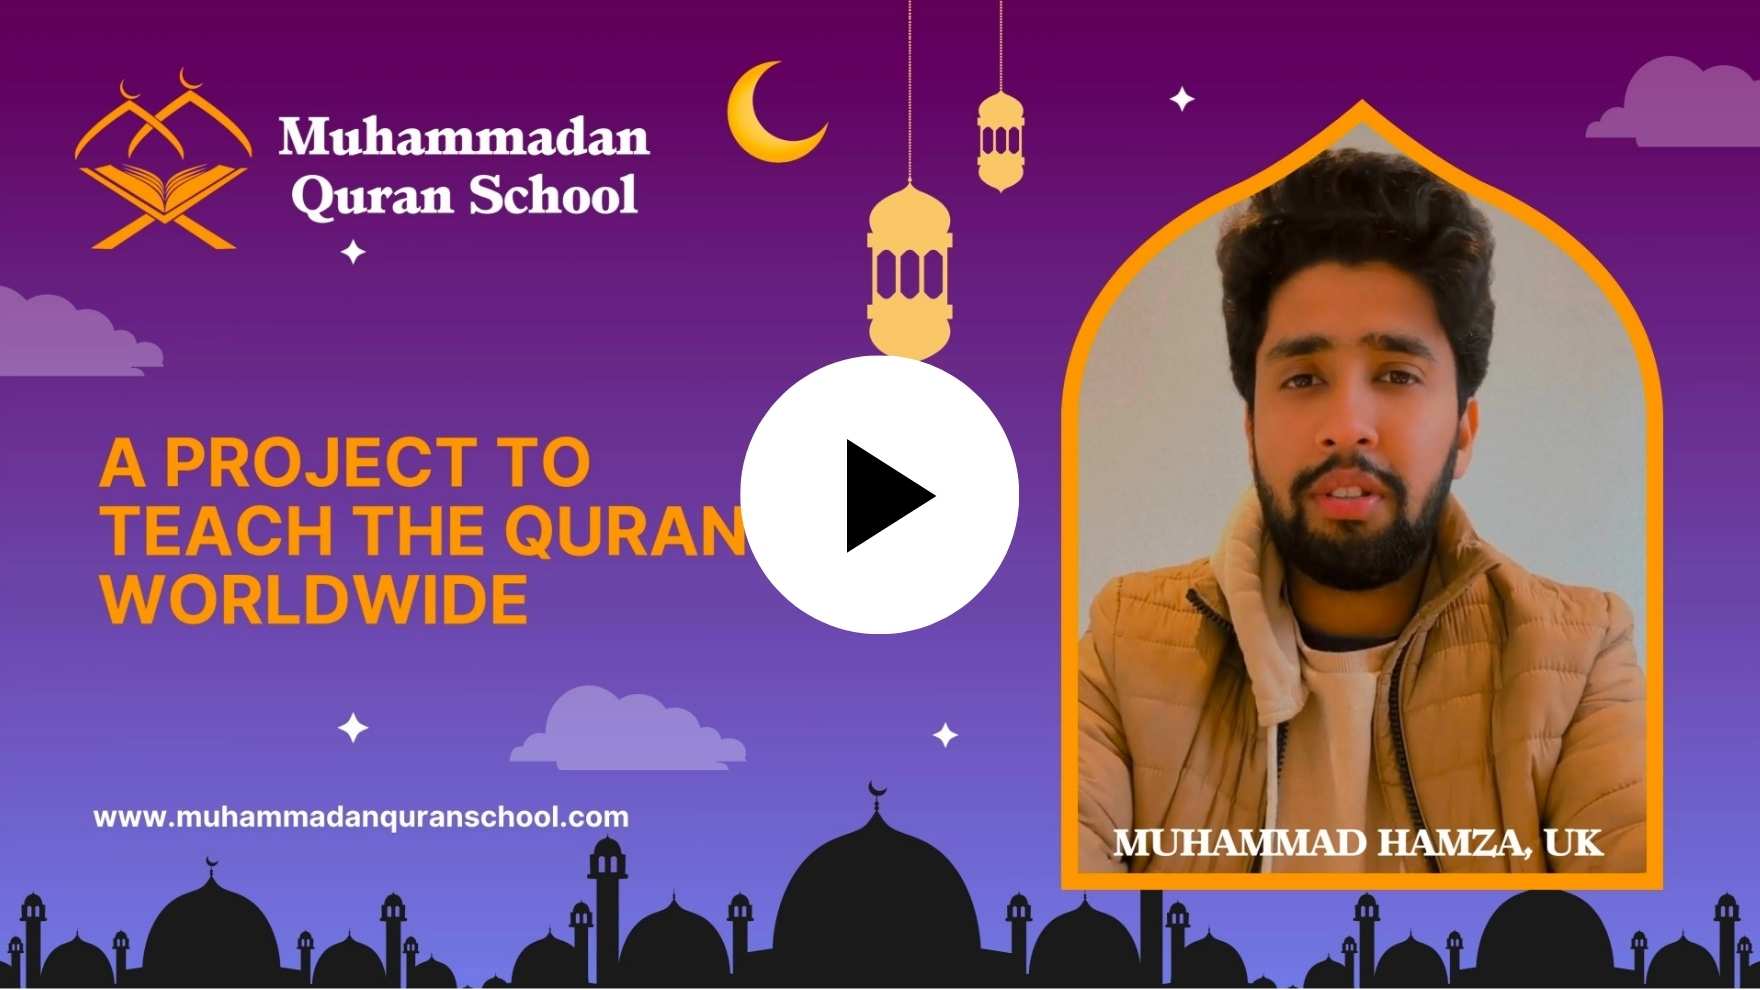 Muhammadan
Quran School
A PROJECT TO
TEACH THE QURAN
WORLDWIDE
www.muhammadanquranschool.com
MUHAMMAD HAMZA, UK